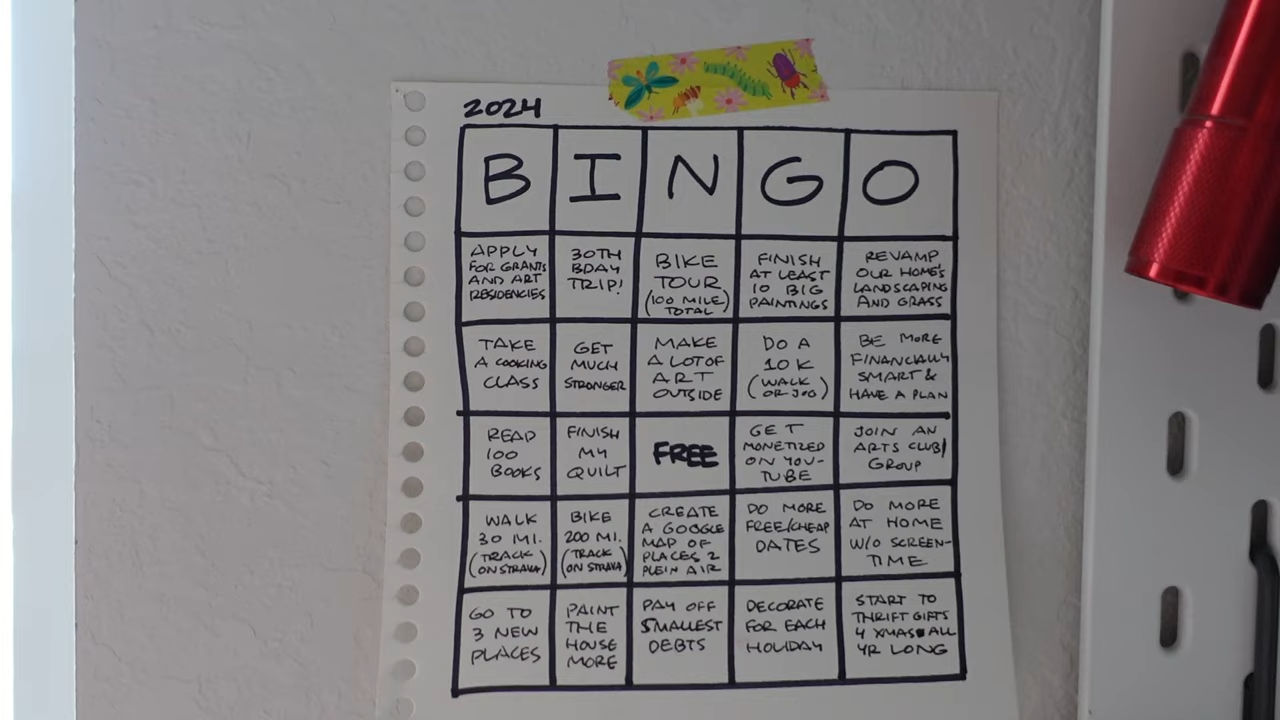 2024
B I N G O
APPLY
FOR GRANTS
AND ART
RESIDENCIES
30TH
BDAY
TRIP!
BIKE
TOUR
(100 MILE
TOTAL)
FINISH
AT LEAST
10 BIG
PAINTINGS
REVAMP
OUR HOME'S
LANDSCAPING
AND GRASS
TAKE
A COOKING
CLASS
GET
MUCH
STRONGER
MAKE
A LOT OF
ART
OUTSIDE
DO A
10K
(WALK
OR JOG)
BE MORE
FINANCIALLY
SMART &
HAVE A PLAN
READ
100
BOOKS
FINISH
MY
QUILT
FREE
GET
MONETIZED
ON YOU-
TUBE
JOIN AN
ARTS CLUB/
GROUP
WALK
30 MI.
(TRACK
ON STRAVA)
BIKE
200 MI.
(TRACK
ON STRAVA)
CREATE
A GOOGLE
MAP OF
PLACES 2
PLEIN AIR
DO MORE
FREE/CHEAP
DATES
DO MORE
AT HOME
W/O SCREEN-
TIME
GO TO
3 NEW
PLACES
PAINT
THE
HOUSE
MORE
PAY OFF
SMALLEST
DEBTS
DECORATE
FOR EACH
HOLIDAY
START TO
THRIFT GIFTS
4 XMAS ALL
YR LONG